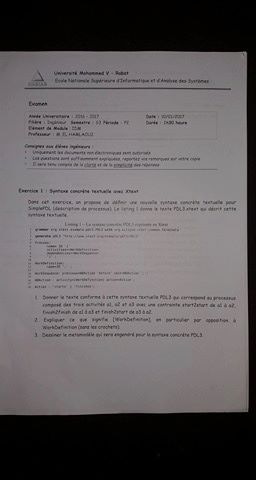 Université Mohammed V - Rabat
Ecole Nationale Supérieure d'Informatique et d'Analyse des Systèmes
ENSIAS
Examen
Année Universitaire : 2016 - 2017 Date : 10/01/2017
Filière : Ingénieur Semestre : S3 Période : P2 Durée : 1h30 heure
Elément de Module : IDM
Professeur : M. EL HAMLAOUI
Consignes aux élèves ingénieurs :
Uniquement les documents non électroniques sont autorisés
Les questions sont suffisamment expliquées, reportez vos remarques sur votre copie
Il sera tenu compte de la clarté et de la simplicité des réponses
Exercice 1 : Syntaxe concrète textuelle avec Xtext
Dans cet exercice, on propose de définir une nouvelle syntaxe concrète textuelle pour
SimplePDL (description de processus). Le listing 1 donne le texte PDL3.xtext qui décrit cette
syntaxe textuelle.
Listing 1 – La syntaxe concrète PDL3 exprimée en Xtext
Process:
WorkDefinition:
1. Donner le texte conforme à cette syntaxe textuelle PDL3 qui correspond au processus
composé des trois activités a1, a2 et a3 avec une contrainte start2start de a1 à a2,
finish2finish de a1 à a3 et finish2start de a3 à a2.
2. Expliquer ce que signifie [WorkDefinition], en particulier par opposition à
WorkDefinition (sans les crochets).
3. Dessiner le métamodèle qui sera engendré pour la syntaxe concrète PDL3.